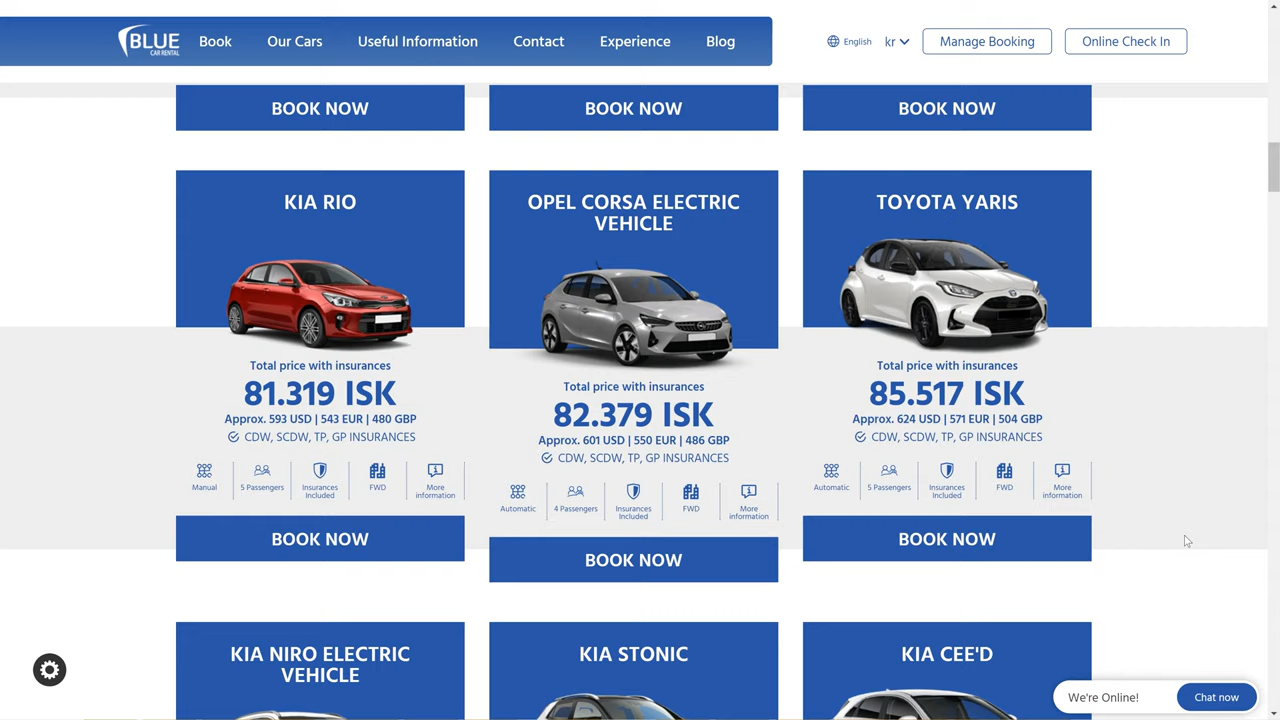 BLUE
CAR RENTAL
Book
Our Cars
Useful Information
Contact
Experience
Blog
English
kr
Manage Booking
Online Check In
BOOK NOW
BOOK NOW
BOOK NOW
KIA RIO
Total price with insurances
81.319 ISK
Approx. 593 USD | 543 EUR | 480 GBP
CDW, SCDW, TP, GP INSURANCES
Manual
5 Passengers
Insurances
Included
FWD
More
information
BOOK NOW
OPEL CORSA ELECTRIC
VEHICLE
Total price with insurances
82.379 ISK
Approx. 601 USD | 550 EUR | 486 GBP
CDW, SCDW, TP, GP INSURANCES
Automatic
4 Passengers
Insurances
Included
FWD
More
information
BOOK NOW
TOYOTA YARIS
Total price with insurances
85.517 ISK
Approx. 624 USD | 571 EUR | 504 GBP
CDW, SCDW, TP, GP INSURANCES
Automatic
5 Passengers
Insurances
Included
FWD
More
information
BOOK NOW
KIA NIRO ELECTRIC
VEHICLE
KIA STONIC
KIA CEE'D
We're Online!
Chat now